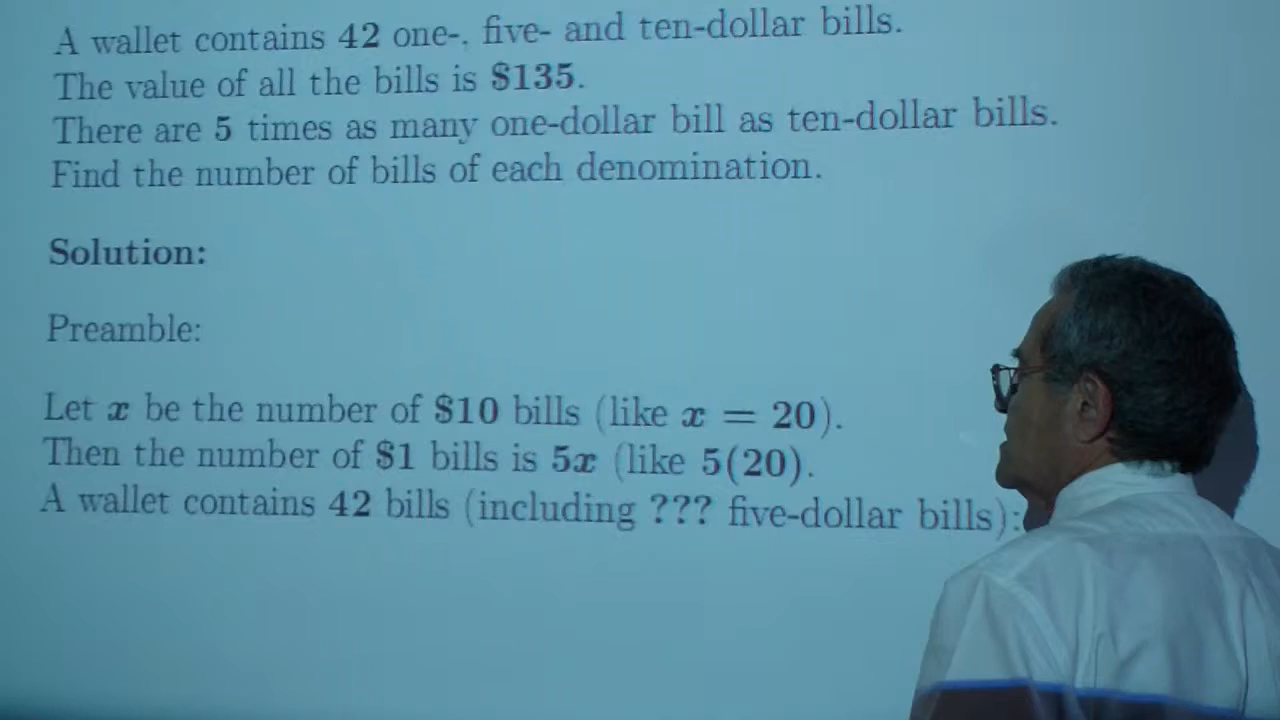 A wallet contains 42 one-, five- and ten-dollar bills.
The value of all the bills is $135.
There are 5 times as many one-dollar bill as ten-dollar bills.
Find the number of bills of each denomination.
Solution:
Preamble:
Let x be the number of $10 bills (like x = 20).
Then the number of $1 bills is 5x (like 5(20).
A wallet contains 42 bills (including ??? five-dollar bills):